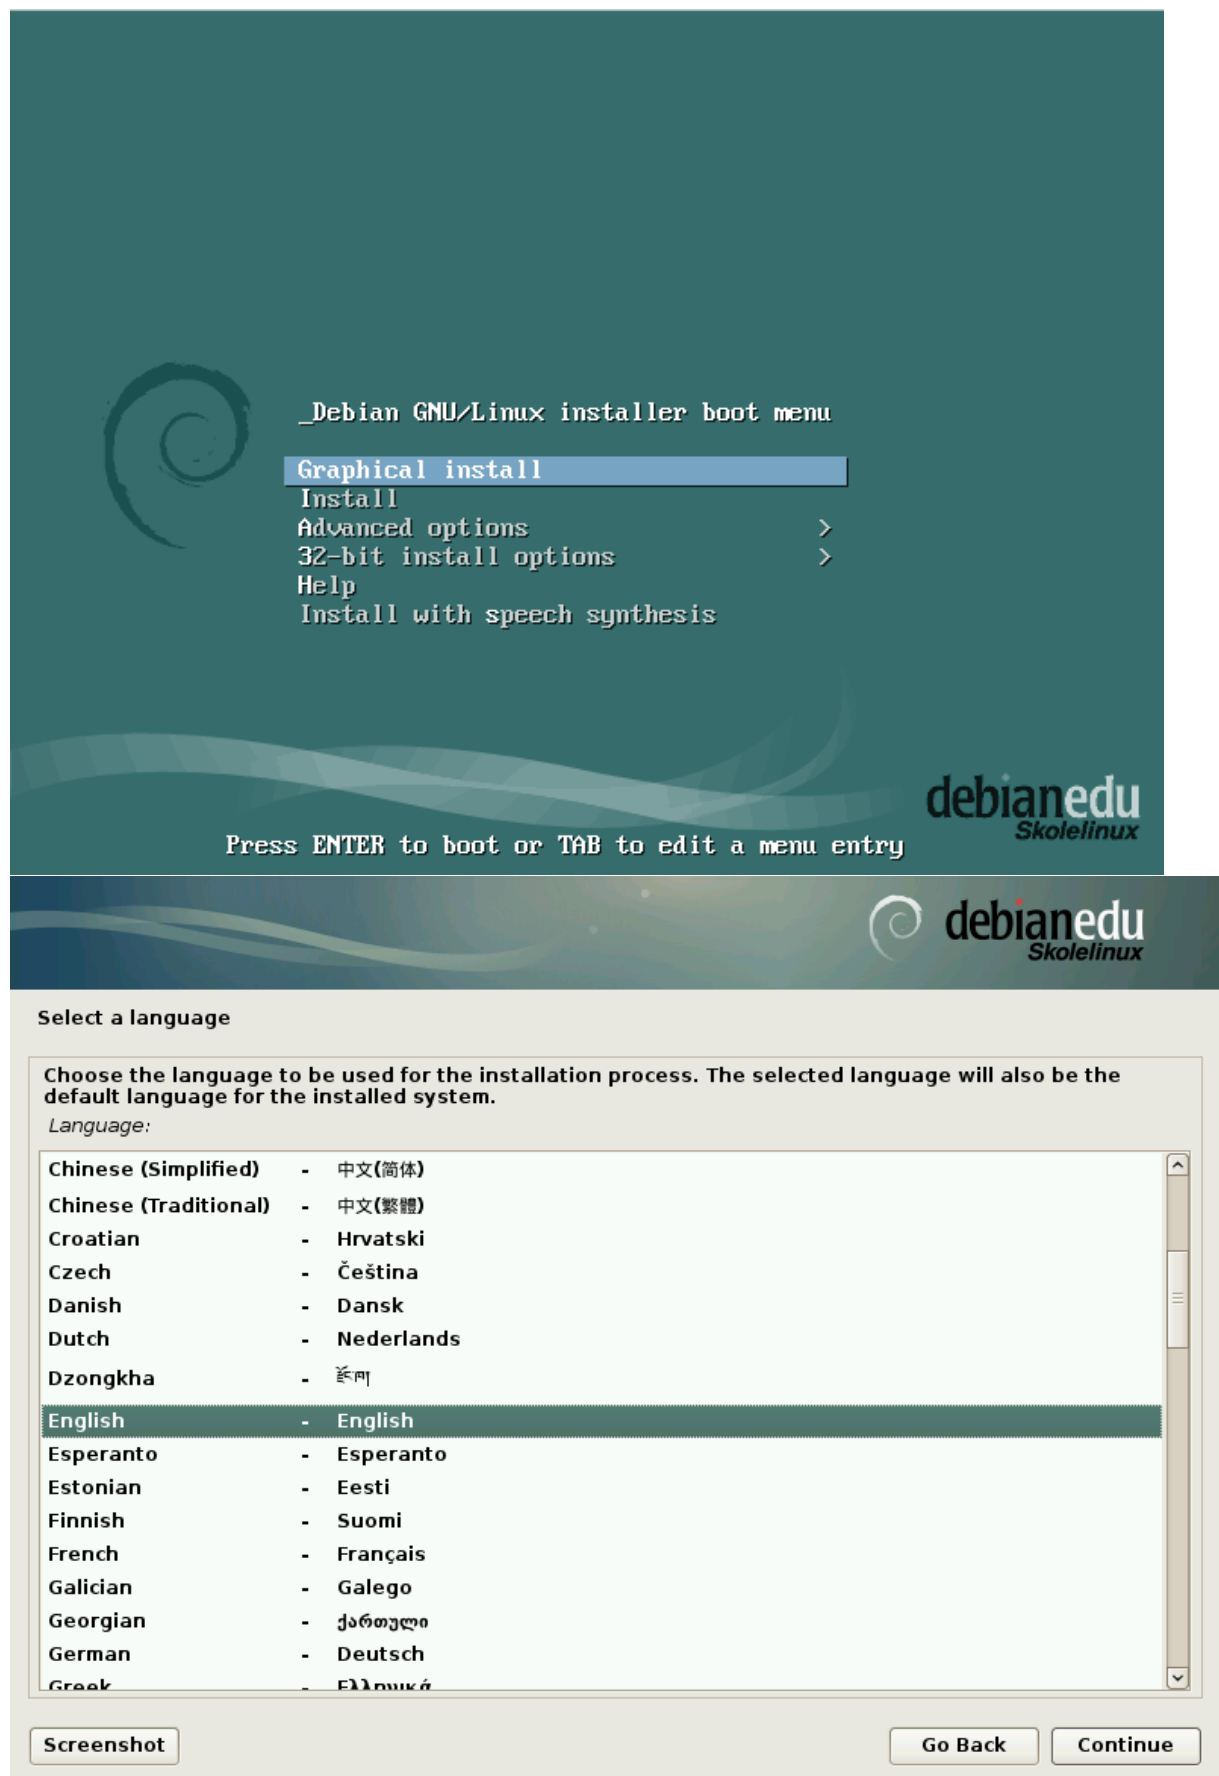 _Debian GNU/Linux installer boot menu
Graphical install
Install
Advanced options >
32-bit install options >
Help
Install with speech synthesis
debianedu
Skolelinux
Press ENTER to boot or TAB to edit a menu entry
debianedu
Skolelinux
Select a language
Choose the language to be used for the installation process. The selected language will also be the
default language for the installed system.
Language:
Chinese (Simplified) - 中文(简体)
Chinese (Traditional) - 中文(繁體)
Croatian - Hrvatski
Czech - Čeština
Danish - Dansk
Dutch - Nederlands
Dzongkha - རྫོང་ཁ།
English - English
Esperanto - Esperanto
Estonian - Eesti
Finnish - Suomi
French - Français
Galician - Galego
Georgian - ქართული
German - Deutsch
Greek - Ελληνικά
Screenshot
Go Back
Continue